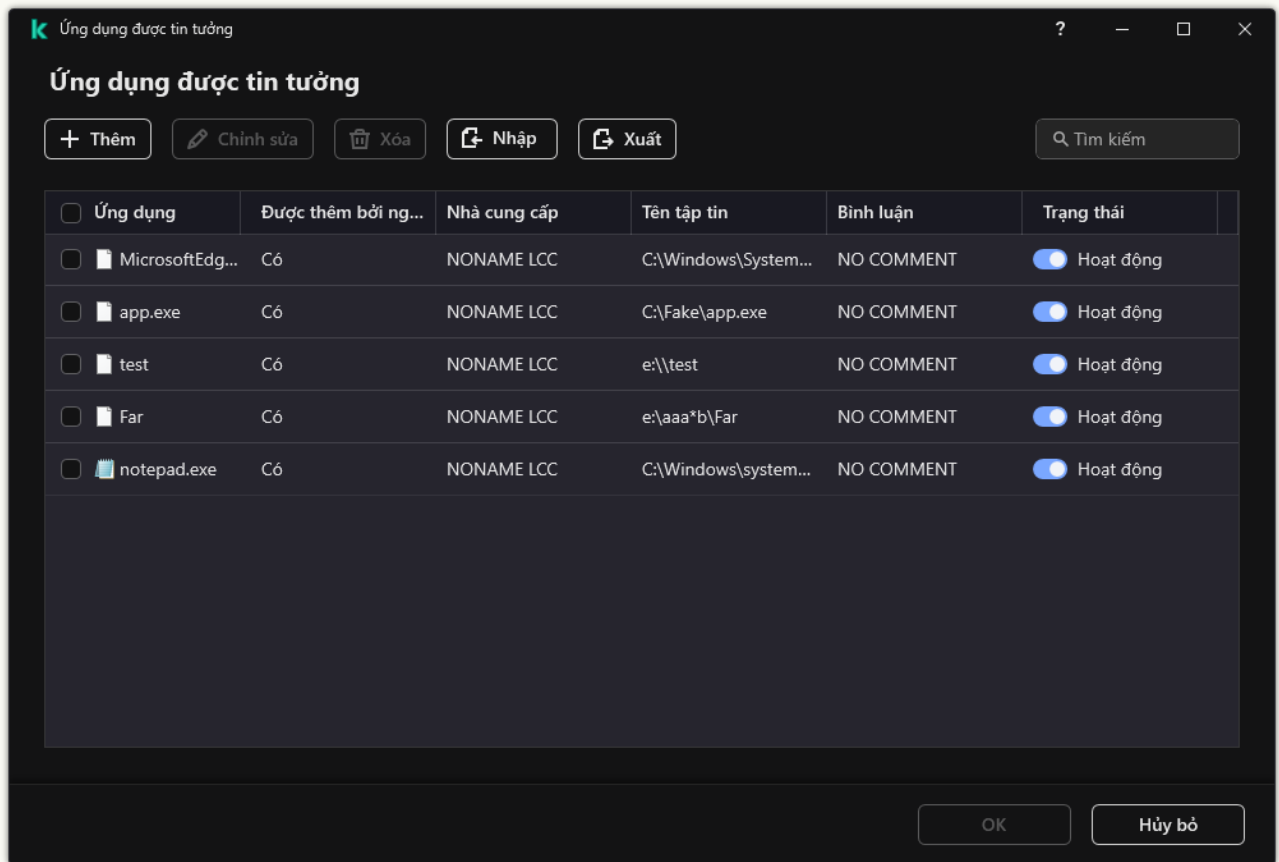 Ứng dụng được tin tưởng
?
Ứng dụng được tin tưởng
Thêm Chỉnh sửa Xóa Nhập Xuất Tìm kiếm
Ứng dụng Được thêm bởi ng... Nhà cung cấp Tên tập tin Bình luận Trạng thái
MicrosoftEdg... Có NONAME LCC C:\Windows\System... NO COMMENT Hoạt động
app.exe Có NONAME LCC C:\Fake\app.exe NO COMMENT Hoạt động
test Có NONAME LCC e:\\test NO COMMENT Hoạt động
Far Có NONAME LCC e:\aaa*b\Far NO COMMENT Hoạt động
notepad.exe Có NONAME LCC C:\Windows\system... NO COMMENT Hoạt động
OK Hủy bỏ